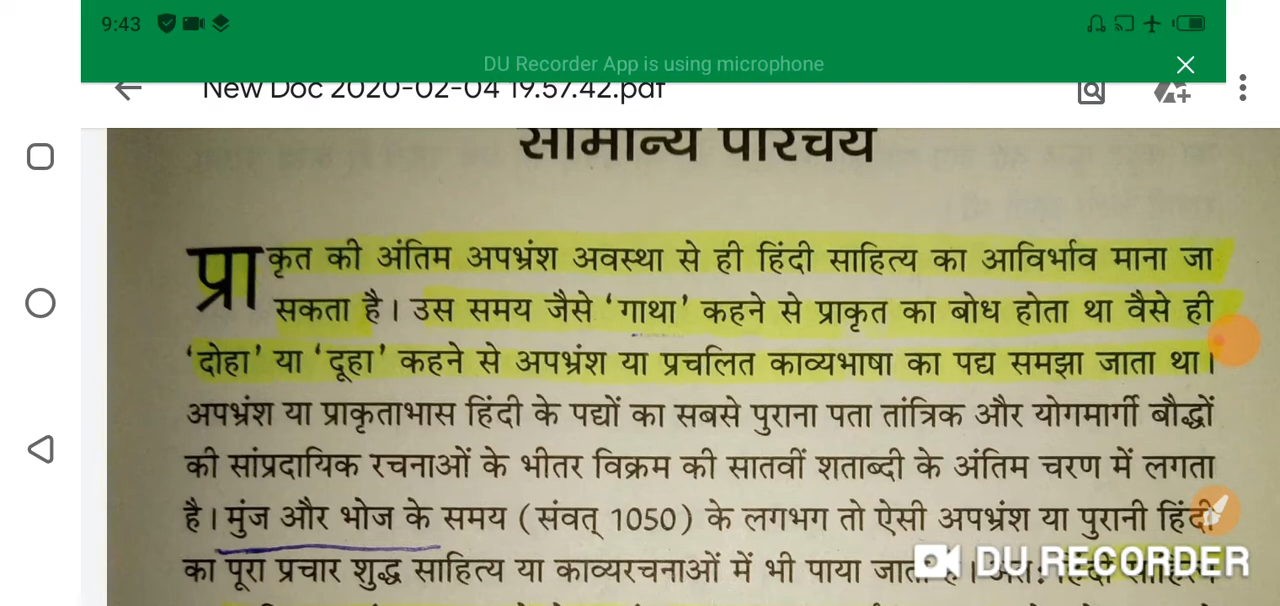 9:43
DU Recorder App is using microphone
New Doc 2020-02-04 19.57.42.pdf
सामान्य परिचय
प्राकृत की अंतिम अपभ्रंश अवस्था से ही हिंदी साहित्य का आविर्भाव माना जा
सकता है। उस समय जैसे ‘गाथा’ कहने से प्राकृत का बोध होता था वैसे ही
‘दोहा’ या ‘दूहा’ कहने से अपभ्रंश या प्रचलित काव्यभाषा का पद्य समझा जाता था।
अपभ्रंश या प्राकृताभास हिंदी के पद्यों का सबसे पुराना पता तांत्रिक और योगमार्गी बौद्धों
की सांप्रदायिक रचनाओं के भीतर विक्रम की सातवीं शताब्दी के अंतिम चरण में लगता
है। मुंज और भोज के समय (संवत् 1050) के लगभग तो ऐसी अपभ्रंश या पुरानी हिंदी
का पूरा प्रचार शुद्ध साहित्य या काव्यरचनाओं में भी पाया जाता है। अतः हिंदी
DU RECORDER